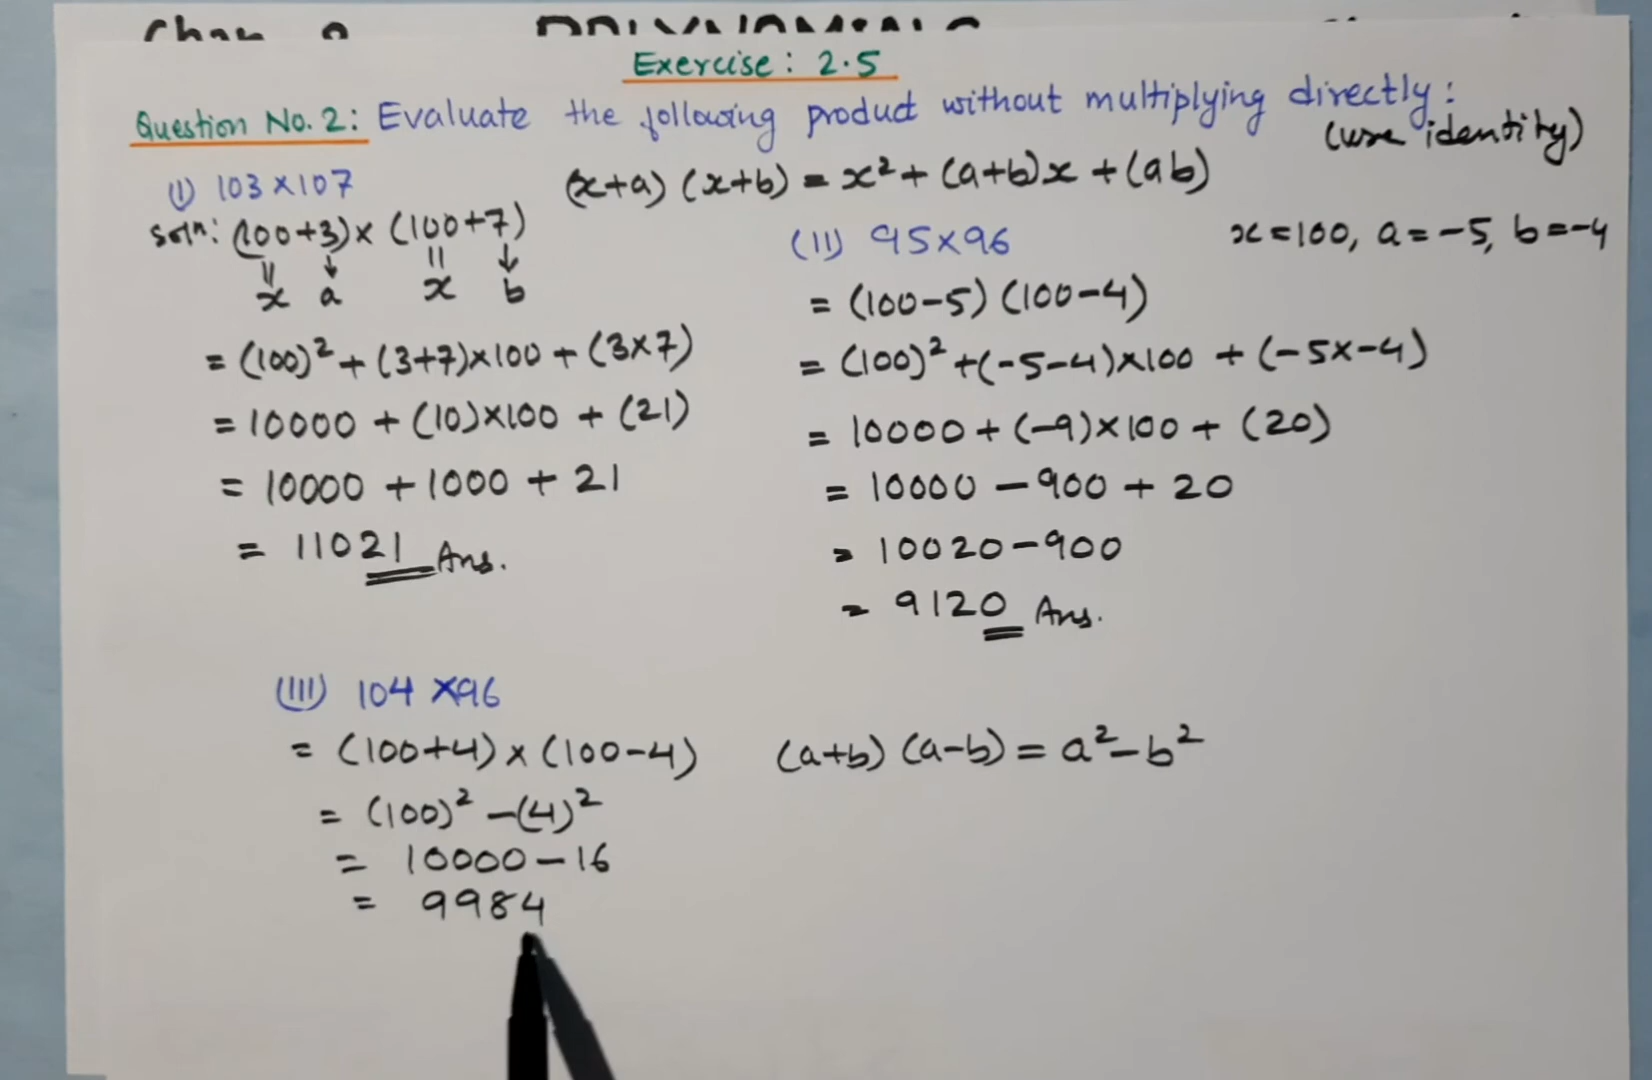 Exercise: 2.5
Question No. 2: Evaluate the following product without multiplying directly:
(use identity)
(I) 103 × 107
(x+a) (x+b) = x² + (a+b)x + (ab)
Solⁿ: (100+3) × (100+7)
x a x b
= (100)² + (3+7)×100 + (3×7)
= 10000 + (10)×100 + (21)
= 10000 + 1000 + 21
= 11021 Ans.
(II) 95×96
x = 100, a = -5, b = -4
= (100-5) (100-4)
= (100)² + (-5-4)×100 + (-5×-4)
= 10000 + (-9)×100 + (20)
= 10000 - 900 + 20
= 10020 - 900
= 9120 Ans.
(III) 104 ×96
= (100+4) × (100-4) (a+b) (a-b) = a² - b²
= (100)² - (4)²
= 10000 - 16
= 9984